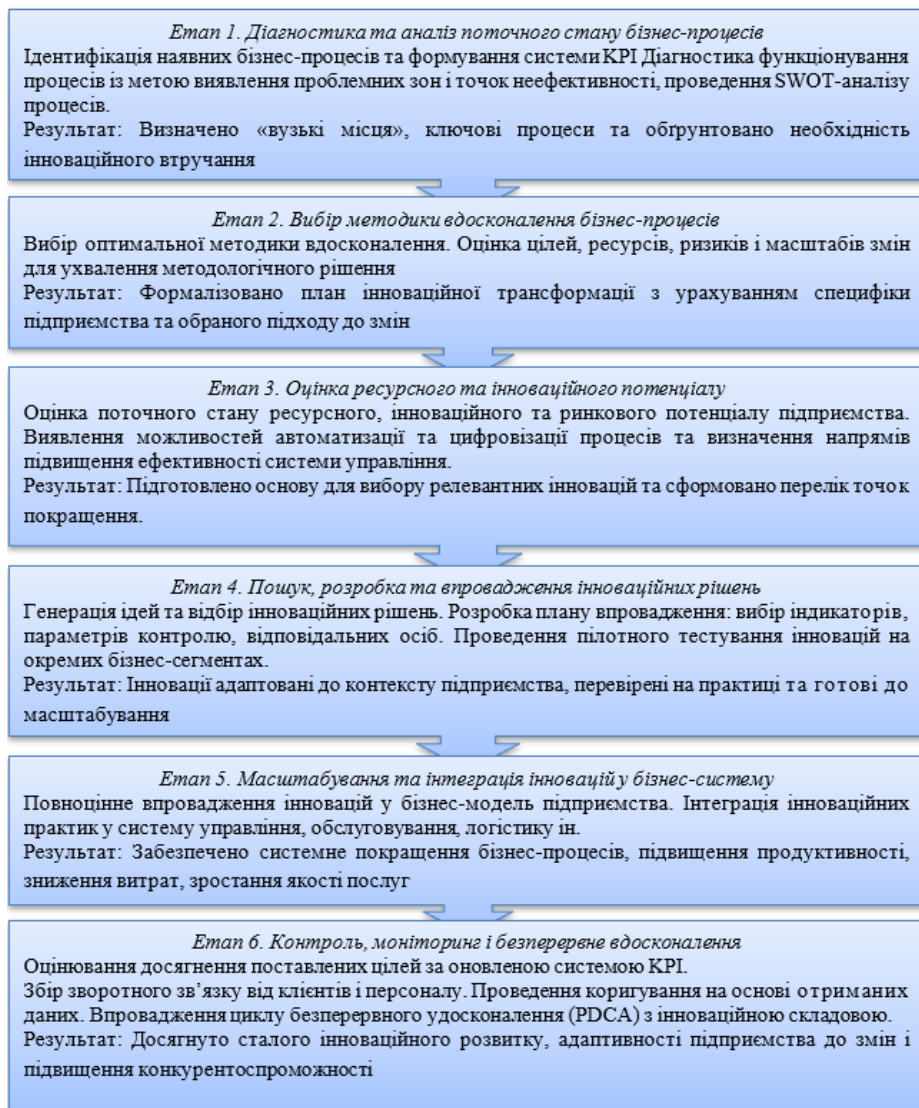 Етап 1. Діагностика та аналіз поточного стану бізнес-процесів
Ідентифікація наявних бізнес-процесів та формування системи KPI Діагностика функціонування
процесів із метою виявлення проблемних зон і точок неефективності, проведення SWOT-аналізу
процесів.
Результат: Визначено «вузькі місця», ключові процеси та обґрунтовано необхідність
інноваційного втручання
Етап 2. Вибір методики вдосконалення бізнес-процесів
Вибір оптимальної методики вдосконалення. Оцінка цілей, ресурсів, ризиків і масштабів змін
для ухвалення методологічного рішення
Результат: Формалізовано план інноваційної трансформації з урахуванням специфіки
підприємства та обраного підходу до змін
Етап 3. Оцінка ресурсного та інноваційного потенціалу
Оцінка поточного стану ресурсного, інноваційного та ринкового потенціалу підприємства.
Виявлення можливостей автоматизації та цифровізації процесів та визначення напрямів
підвищення ефективності системи управління.
Результат: Підготовлено основу для вибору релевантних інновацій та сформовано перелік точок
покращення.
Етап 4. Пошук, розробка та впровадження інноваційних рішень
Генерація ідей та відбір інноваційних рішень. Розробка плану впровадження: вибір індикаторів,
параметрів контролю, відповідальних осіб. Проведення пілотного тестування інновацій на
окремих бізнес-сегментах.
Результат: Інновації адаптовані до контексту підприємства, перевірені на практиці та готові до
масштабування
Етап 5. Масштабування та інтеграція інновацій у бізнес-систему
Повноцінне впровадження інновацій у бізнес-модель підприємства. Інтеграція інноваційних
практик у систему управління, обслуговування, логістику ін.
Результат: Забезпечено системне покращення бізнес-процесів, підвищення продуктивності,
зниження витрат, зростання якості послуг
Етап 6. Контроль, моніторинг і безперервне вдосконалення
Оцінювання досягнення поставлених цілей за оновленою системою KPI.
Збір зворотного зв’язку від клієнтів і персоналу. Проведення коригування на основі отриманих
даних. Впровадження циклу безперервного удосконалення (PDCA) з інноваційною складовою.
Результат: Досягнуто сталого інноваційного розвитку, адаптивності підприємства до змін і
підвищення конкурентоспроможності